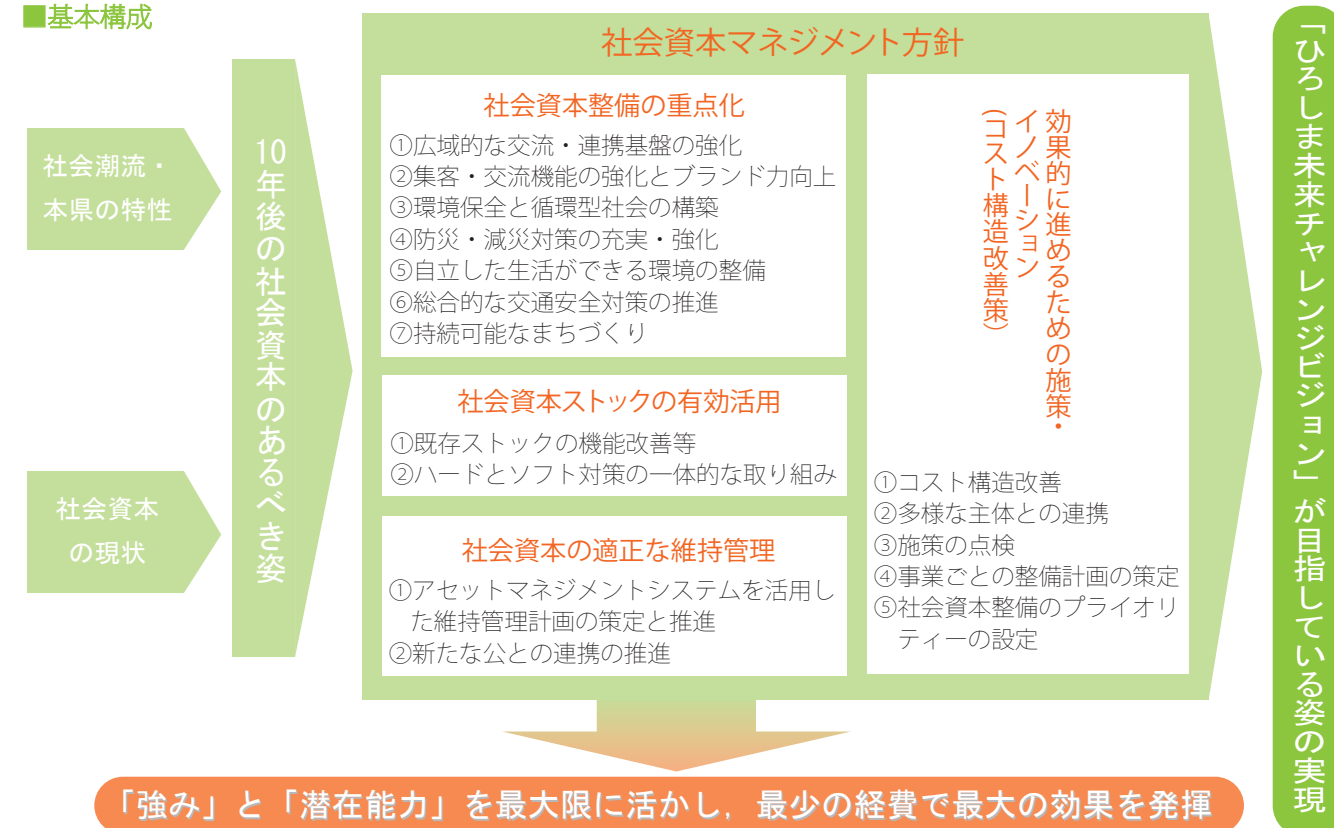 ■基本構成
社会潮流・
本県の特性
社会資本
の現状
10年後の社会資本のあるべき姿
社会資本マネジメント方針
社会資本整備の重点化
①広域的な交流・連携基盤の強化
②集客・交流機能の強化とブランド力向上
③環境保全と循環型社会の構築
④防災・減災対策の充実・強化
⑤自立した生活ができる環境の整備
⑥総合的な交通安全対策の推進
⑦持続可能なまちづくり
社会資本ストックの有効活用
①既存ストックの機能改善等
②ハードとソフト対策の一体的な取り組み
社会資本の適正な維持管理
①アセットマネジメントシステムを活用し
た維持管理計画の策定と推進
②新たな公との連携の推進
効果的に進めるための施策・
イノベーション
(コスト構造改善策)
①コスト構造改善
②多様な主体との連携
③施策の点検
④事業ごとの整備計画の策定
⑤社会資本整備のプライオリ
ティーの設定
「ひろしま未来チャレンジビジョン」が目指している姿の実現
「強み」と「潜在能力」を最大限に活かし，最少の経費で最大の効果を発揮